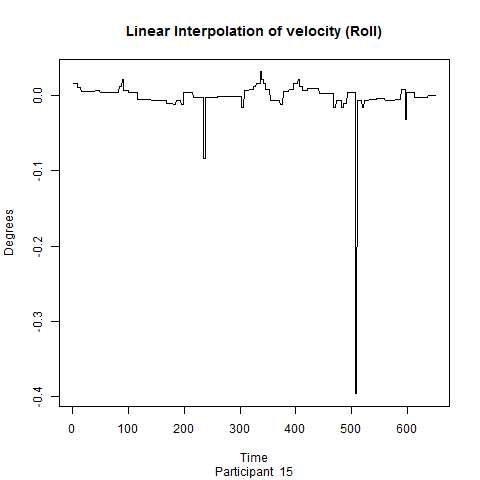 Linear Interpolation of velocity (Roll)
0.0
-0.1
-0.2
-0.3
-0.4
Degrees
0 100 200 300 400 500 600
Time
Participant 15